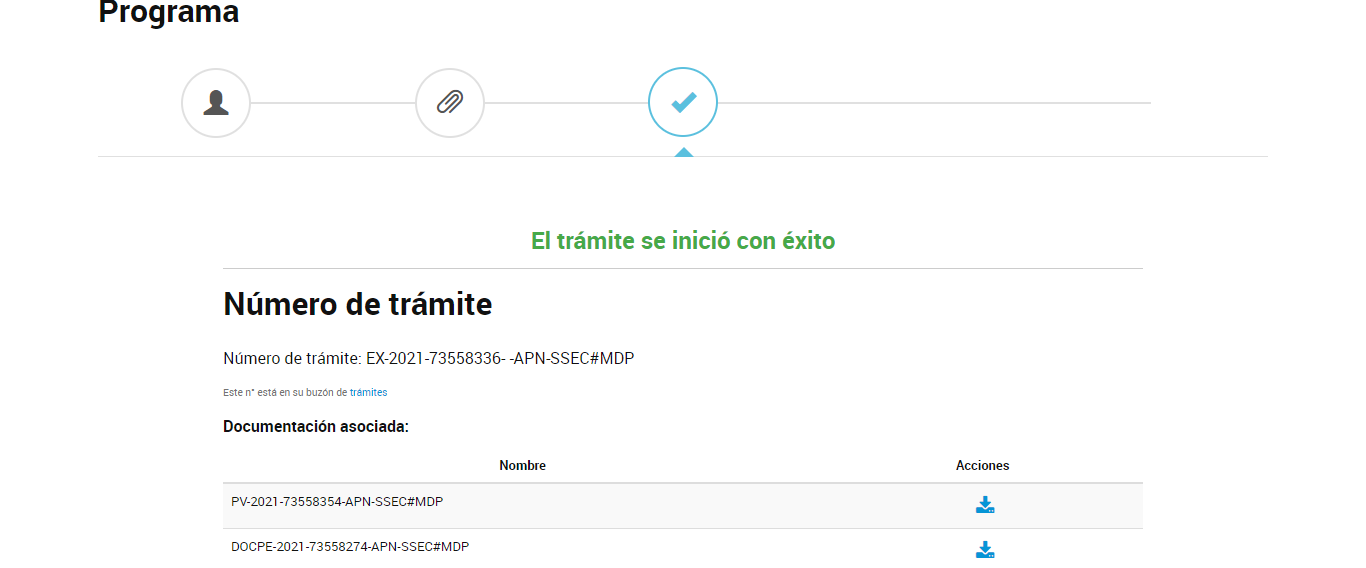 Programa
El trámite se inició con éxito
Número de trámite
Número de trámite: EX-2021-73558336- -APN-SSEC#MDP
Este n° está en su buzón de trámites
Documentación asociada:
Nombre Acciones
PV-2021-73558354-APN-SSEC#MDP
DOCPE-2021-73558274-APN-SSEC#MDP